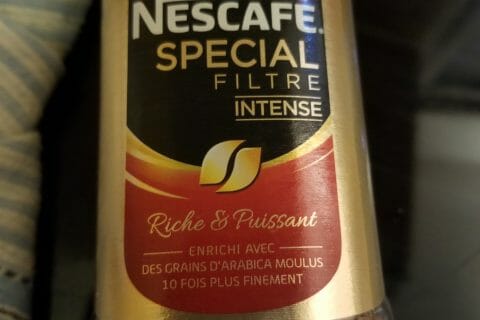 NESCAFÉ.
SPECIAL
FILTRE
INTENSE
Riche & Puissant
ENRICHI AVEC
DES GRAINS D'ARABICA MOULUS
10 FOIS PLUS FINEMENT